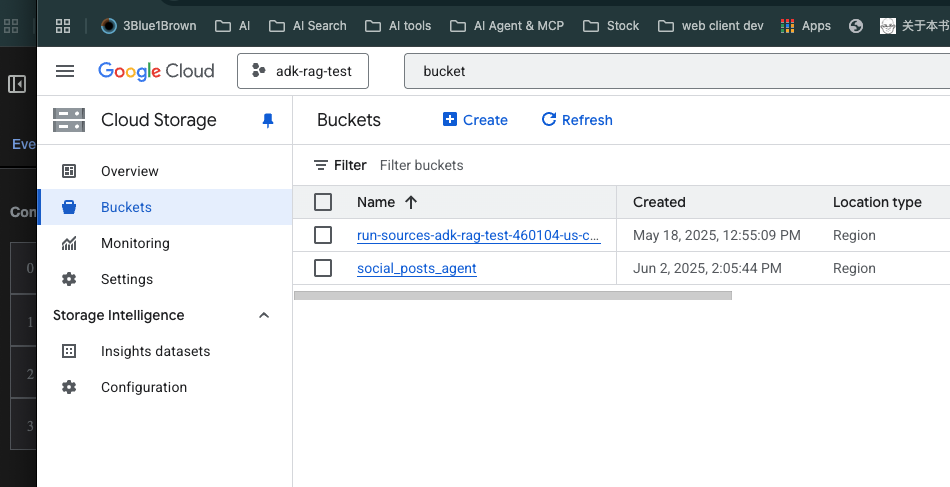 3Blue1Brown AI AI Search AI tools AI Agent & MCP Stock web client dev Apps 关于本书
Google Cloud adk-rag-test bucket
Cloud Storage
Buckets Create Refresh
Eve
Overview
Buckets
Monitoring
Settings
Storage Intelligence
Insights datasets
Configuration
Filter Filter buckets
Name Created Location type
run-sources-adk-rag-test-460104-us-c... May 18, 2025, 12:55:09 PM Region
social_posts_agent Jun 2, 2025, 2:05:44 PM Region
Con
0
1
2
3